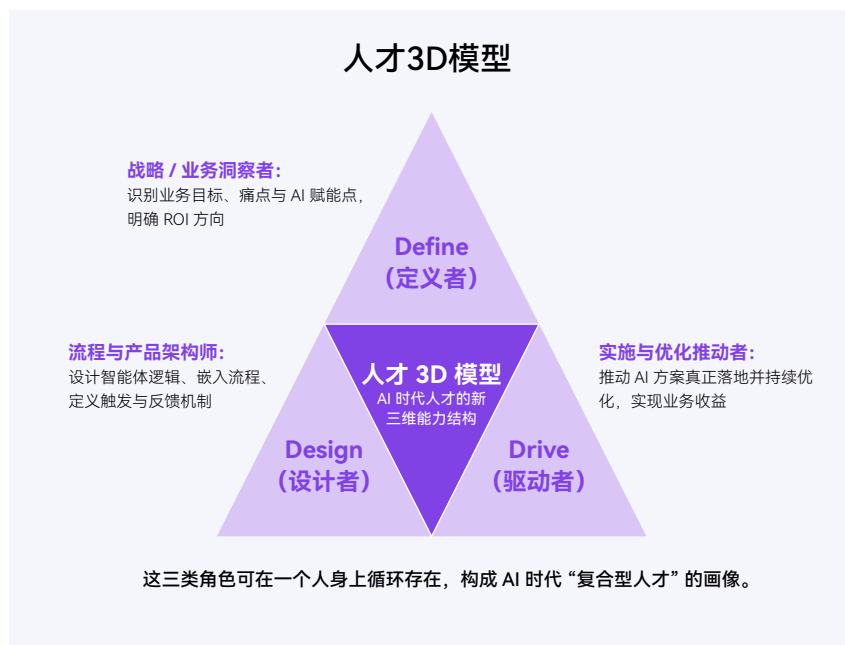 人才3D模型
战略 / 业务洞察者：
识别业务目标、痛点与 AI 赋能点，
明确 ROI 方向
Define
（定义者）
流程与产品架构师：
设计智能体逻辑、嵌入流程、
定义触发与反馈机制
人才 3D 模型
AI 时代人才的新
三维能力结构
实施与优化推动者：
推动 AI 方案真正落地并持续优
化，实现业务收益
Design
（设计者）
Drive
（驱动者）
这三类角色可在一个人身上循环存在，构成 AI 时代 “复合型人才” 的画像。